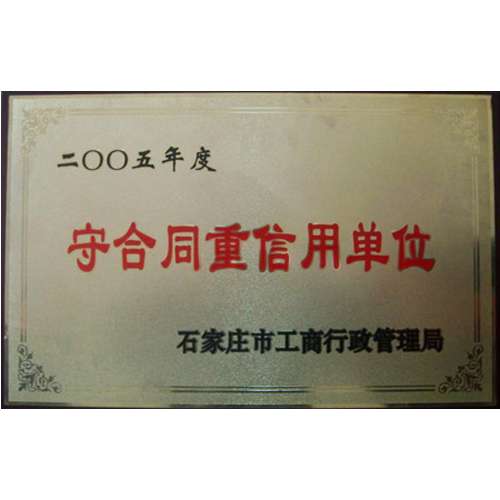 二〇〇五年度
守合同重信用单位
石家庄市工商行政管理局